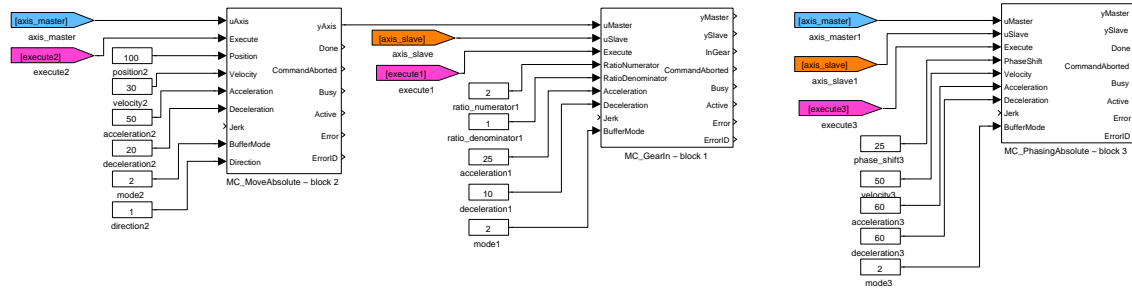 [axis_master]
axis_master
[execute2]
execute2
100
position2
30
velocity2
50
acceleration2
20
deceleration2
2
mode2
1
direction2
uAxis
Execute
Position
Velocity
Acceleration
Deceleration
Jerk
BufferMode
Direction
yAxis
Done
CommandAborted
Busy
Active
Error
ErrorID
MC_MoveAbsolute – block 2
[axis_slave]
axis_slave
[execute1]
execute1
2
ratio_numerator1
1
ratio_denominator1
25
acceleration1
10
deceleration1
2
mode1
uMaster
uSlave
Execute
RatioNumerator
RatioDenominator
Acceleration
Deceleration
Jerk
BufferMode
yMaster
ySlave
InGear
CommandAborted
Busy
Active
Error
ErrorID
MC_GearIn – block 1
[axis_master]
axis_master1
[axis_slave]
axis_slave1
[execute3]
execute3
25
phase_shift3
50
velocity3
60
acceleration3
60
deceleration3
2
mode3
uMaster
uSlave
Execute
PhaseShift
Velocity
Acceleration
Deceleration
Jerk
BufferMode
yMaster
ySlave
Done
CommandAborted
Busy
Active
Error
ErrorID
MC_PhasingAbsolute – block 3